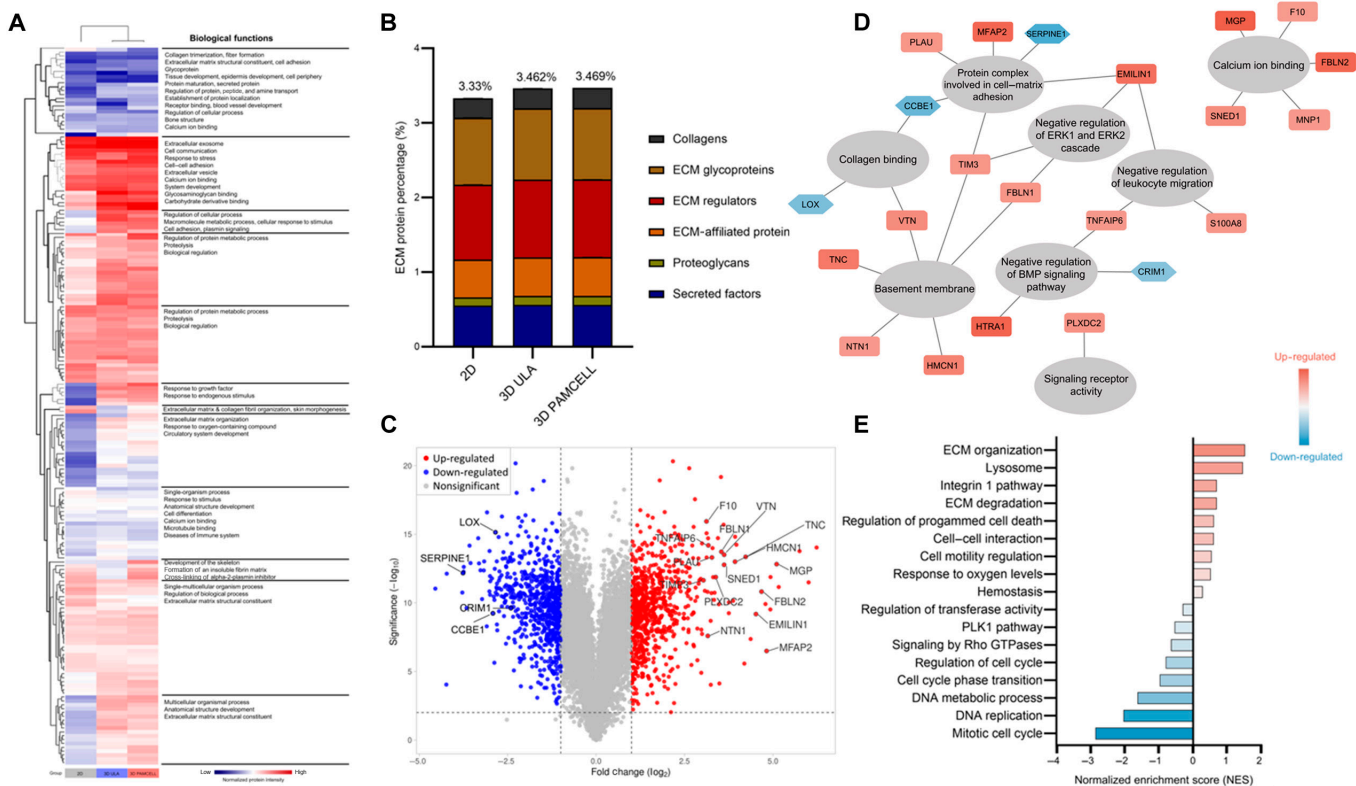 A
Biological functions
Collagen trimerization, fiber formation
Extracellular matrix structural constituent, cell adhesion
Glycoprotein
Tissue development, epidermis development, cell periphery
Protein maturation, secreted protein
Regulation of protein, peptide, and amine transport
Establishment of protein localization
Receptor binding, blood vessel development
Regulation of cellular process
Bone structure
Calcium ion binding
Extracellular exosome
Cell communication
Response to stress
Cell–cell adhesion
Extracellular vesicle
Calcium ion binding
System development
Glycosaminoglycan binding
Carbohydrate derivative binding
Regulation of cellular process
Macromolecule metabolic process, cellular response to stimulus
Cell adhesion, plasmin signaling
Regulation of protein metabolic process
Proteolysis
Biological regulation
Regulation of protein metabolic process
Proteolysis
Biological regulation
Response to growth factor
Response to endogenous stimulus
Extracellular matrix & collagen fibril organization, skin morphogenesis
Extracellular matrix organization
Response to oxygen-containing compound
Circulatory system development
Single-organism process
Response to stimulus
Anatomical structure development
Cell differentiation
Calcium ion binding
Microtubule binding
Diseases of Immune system
Development of the skeleton
Formation of an insoluble fibrin matrix
Cross-linking of alpha-2-plasmin inhibitor
Single-multicellular organism process
Regulation of biological process
Extracellular matrix structural constituent
Multicellular organismal process
Anatomical structure development
Extracellular matrix structural constituent
Group
2D
3D ULA
3D PAMCELL
Low
High
Normalized protein intensity
B
ECM protein percentage (%)
4
3
2
1
0
3.33%
3.462%
3.469%
2D
3D ULA
3D PAMCELL
Collagens
ECM glycoproteins
ECM regulators
ECM-affiliated protein
Proteoglycans
Secreted factors
C
Up-regulated
Down-regulated
Nonsignificant
Significance (−log10)
20
15
10
5
0
−5.0
−2.5
0.0
2.5
5.0
Fold change (log2)
LOX
SERPINE1
CRIM1
CCBE1
F10
VTN
FBLN1
TNC
TNFAIP6
HMCN1
PLAU
MGP
SNED1
PLXDC2
FBLN2
EMILIN1
NTN1
MFAP2
D
PLAU
MFAP2
SERPINE1
Protein complex
involved in cell–matrix
adhesion
EMILIN1
CCBE1
Negative regulation
of ERK1 and ERK2
cascade
Collagen binding
TIM3
FBLN1
Negative regulation
of leukocyte migration
LOX
VTN
TNFAIP6
S100A8
TNC
Basement membrane
Negative regulation
of BMP signaling
pathway
CRIM1
NTN1
HMCN1
HTRA1
PLXDC2
Signaling receptor
activity
MGP
F10
Calcium ion binding
FBLN2
SNED1
MNP1
Up-regulated
Down-regulated
E
ECM organization
Lysosome
Integrin 1 pathway
ECM degradation
Regulation of progammed cell death
Cell–cell interaction
Cell motility regulation
Response to oxygen levels
Hemostasis
Regulation of transferase activity
PLK1 pathway
Signaling by Rho GTPases
Regulation of cell cycle
Cell cycle phase transition
DNA metabolic process
DNA replication
Mitotic cell cycle
−4
−3
−2
−1
0
1
2
Normalized enrichment score (NES)